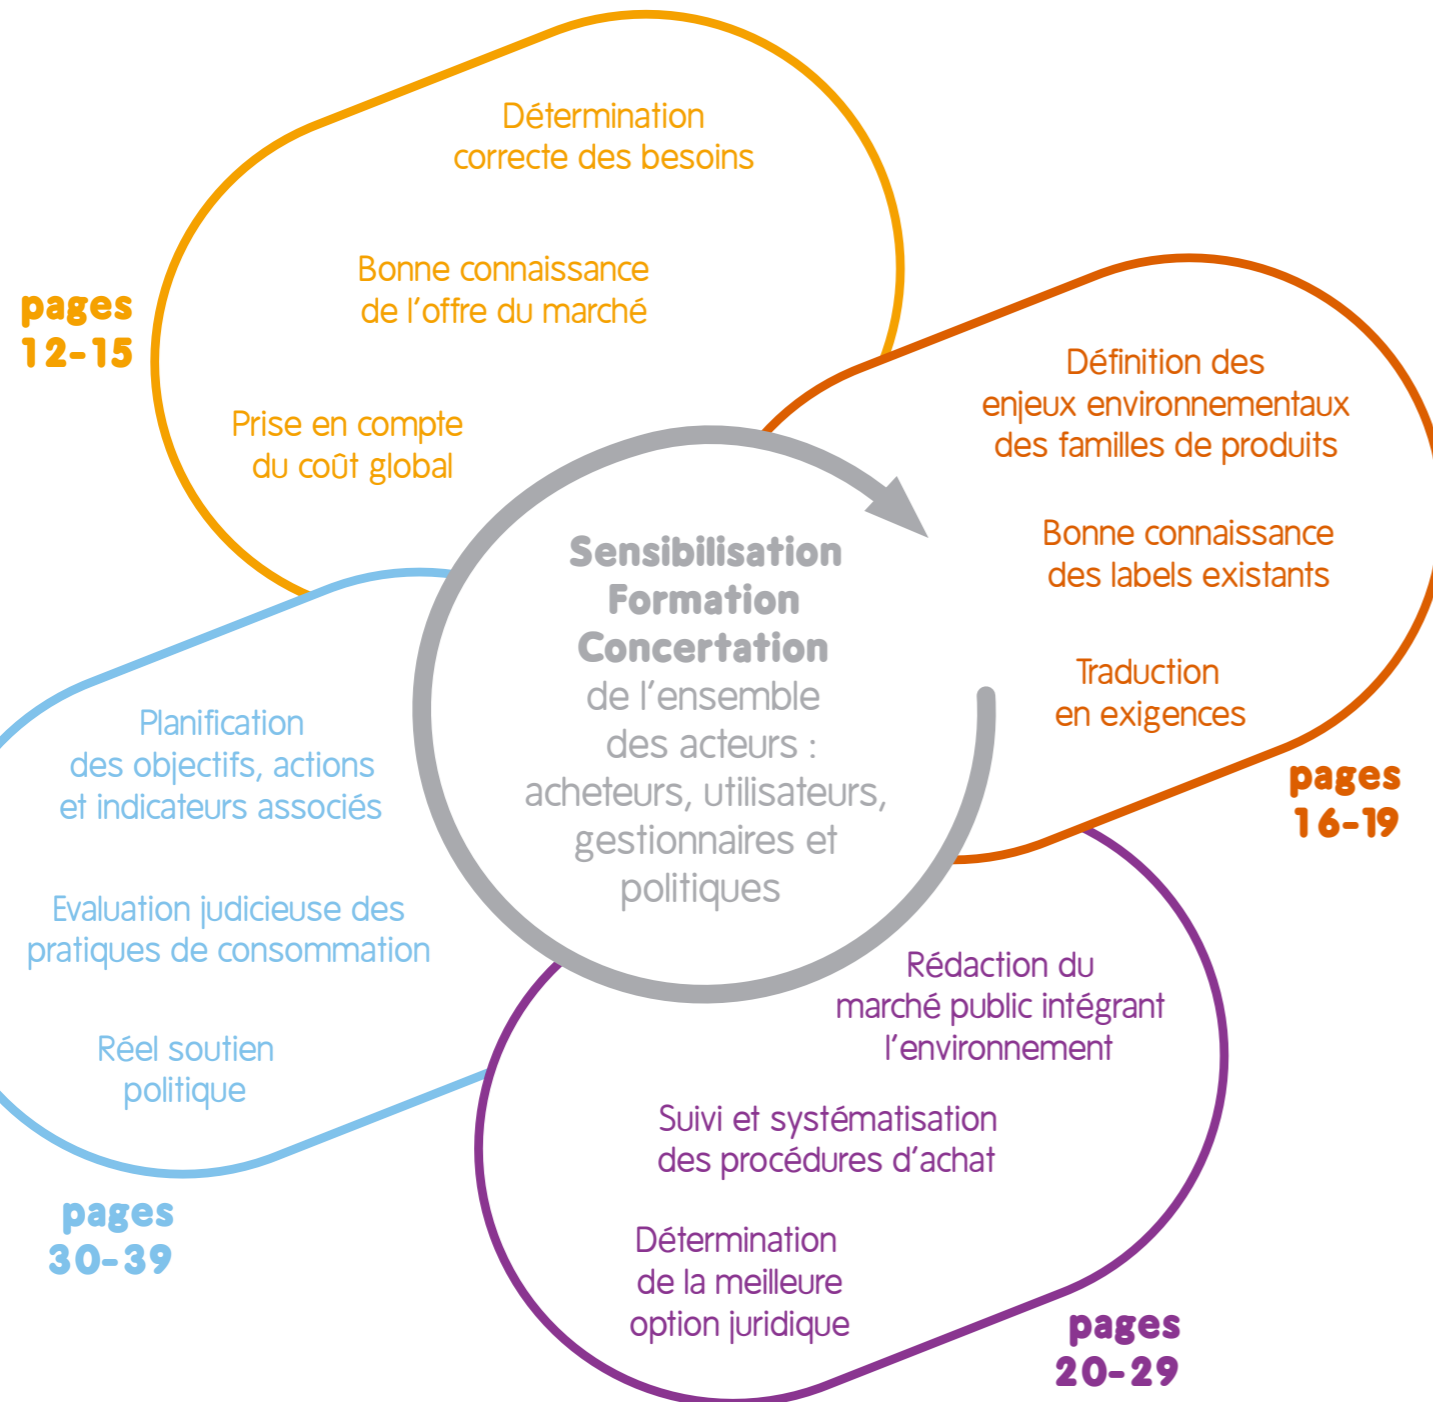 Détermination
correcte des besoins
Bonne connaissance
de l'offre du marché
Prise en compte
du coût global
pages
12-15
Définition des
enjeux environnementaux
des familles de produits
Bonne connaissance
des labels existants
Traduction
en exigences
pages
16-19
Sensibilisation
Formation
Concertation
de l'ensemble
des acteurs :
acheteurs, utilisateurs,
gestionnaires et
politiques
Rédaction du
marché public intégrant
l'environnement
Suivi et systématisation
des procédures d'achat
Détermination
de la meilleure
option juridique
pages
20-29
Planification
des objectifs, actions
et indicateurs associés
Evaluation judicieuse des
pratiques de consommation
Réel soutien
politique
pages
30-39